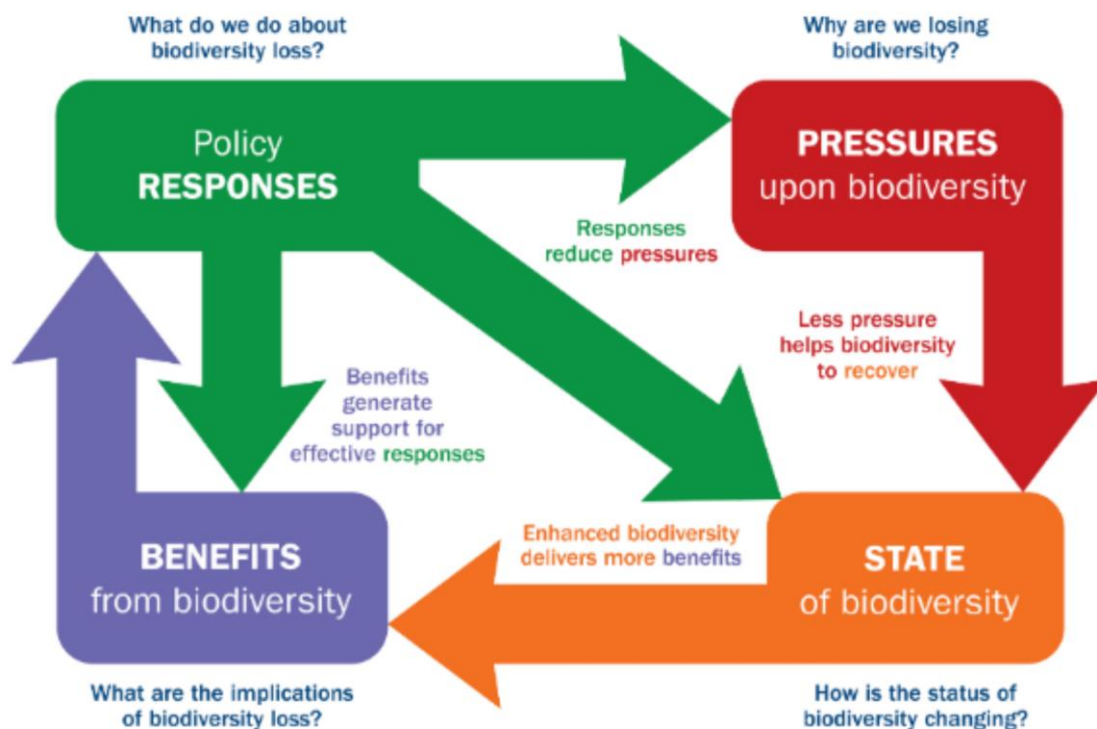 What do we do about
biodiversity loss?
Why are we losing
biodiversity?
Policy
RESPONSES
PRESSURES
upon biodiversity
Responses
reduce pressures
Less pressure
helps biodiversity
to recover
Benefits
generate
support for
effective responses
Enhanced biodiversity
delivers more benefits
BENEFITS
from biodiversity
STATE
of biodiversity
What are the implications
of biodiversity loss?
How is the status of
biodiversity changing?